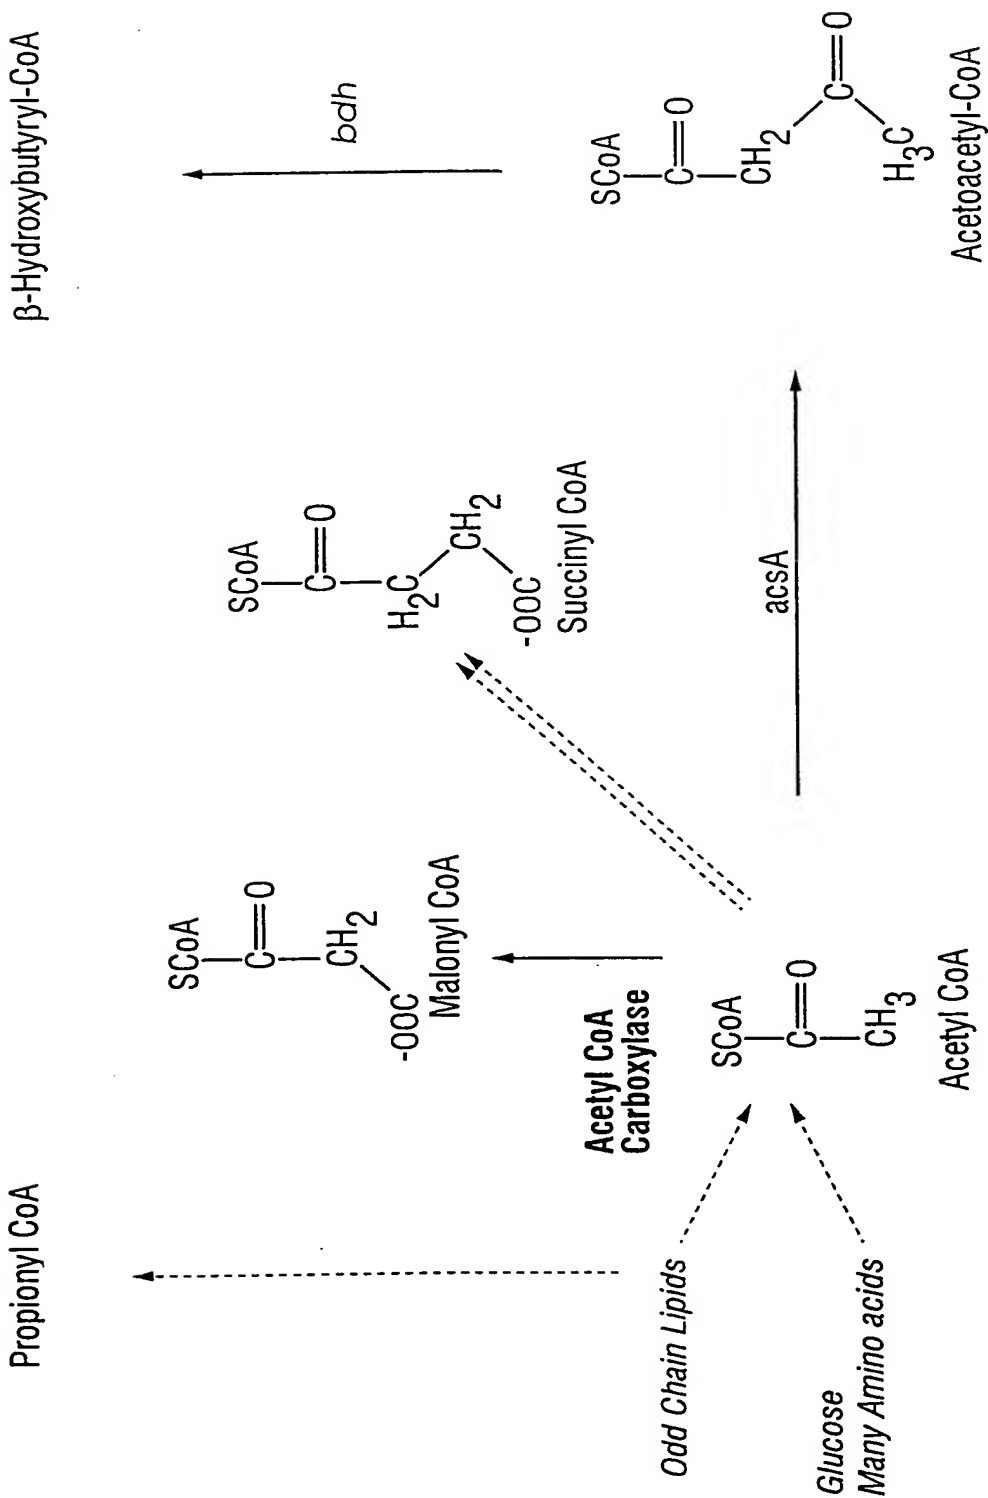 Propionyl CoA
β-Hydroxybutyryl-CoA
SCoA
C=O
CH2
-OOC
Malonyl CoA
SCoA
C=O
H2C
CH2
-OOC
Succinyl CoA
bdh
Acetyl CoA
Carboxylase
Odd Chain Lipids
Glucose
Many Amino acids
SCoA
C=O
CH3
Acetyl CoA
acsA
SCoA
C=O
CH2
C=O
H3C
Acetoacetyl-CoA